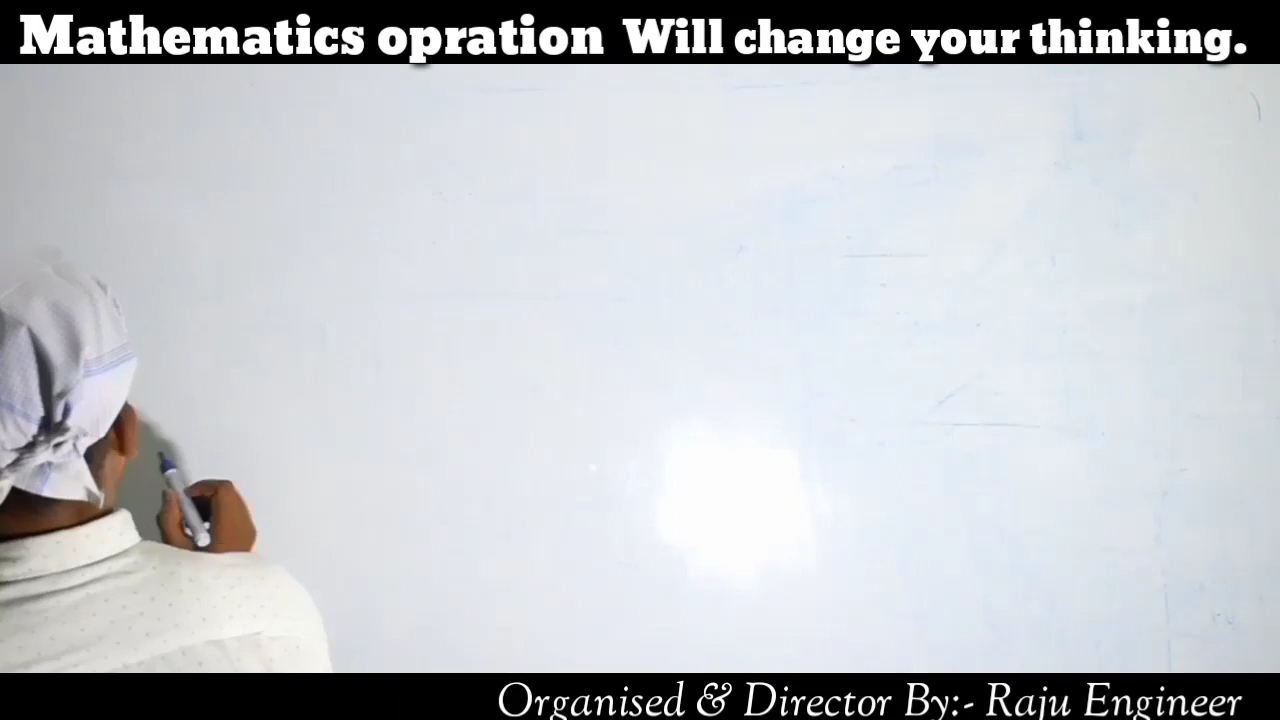 Mathematics opration Will change your thinking.
Organised & Director By:- Raju Engineer